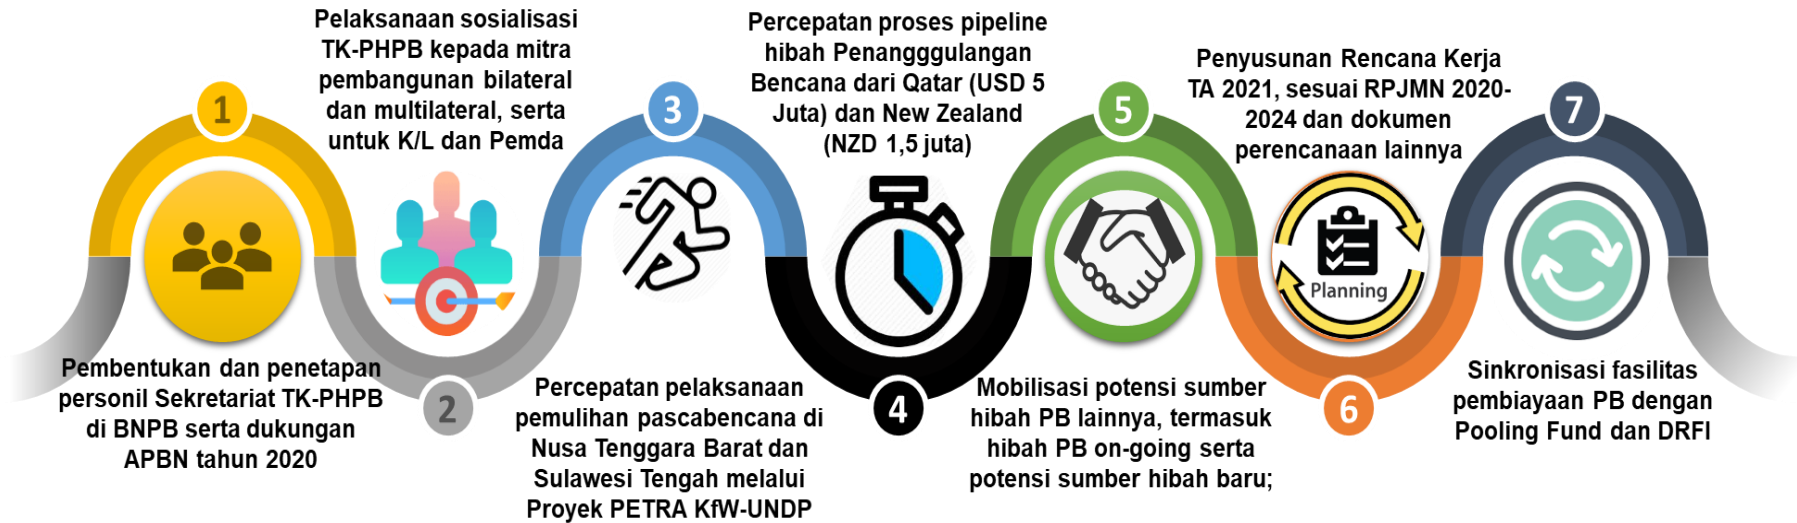 1
Pembentukan dan penetapan
personil Sekretariat TK-PHPB
di BNPB serta dukungan
APBN tahun 2020
Pelaksanaan sosialisasi
TK-PHPB kepada mitra
pembangunan bilateral
dan multilateral, serta
untuk K/L dan Pemda
2
3
Percepatan pelaksanaan
pemulihan pascabencana di
Nusa Tenggara Barat dan
Sulawesi Tengah melalui
Proyek PETRA KfW-UNDP
Percepatan proses pipeline
hibah Penangggulangan
Bencana dari Qatar (USD 5
Juta) dan New Zealand
(NZD 1,5 juta)
4
5
Mobilisasi potensi sumber
hibah PB lainnya, termasuk
hibah PB on-going serta
potensi sumber hibah baru;
Penyusunan Rencana Kerja
TA 2021, sesuai RPJMN 2020-
2024 dan dokumen
perencanaan lainnya
Planning
6
7
Sinkronisasi fasilitas
pembiayaan PB dengan
Pooling Fund dan DRFI